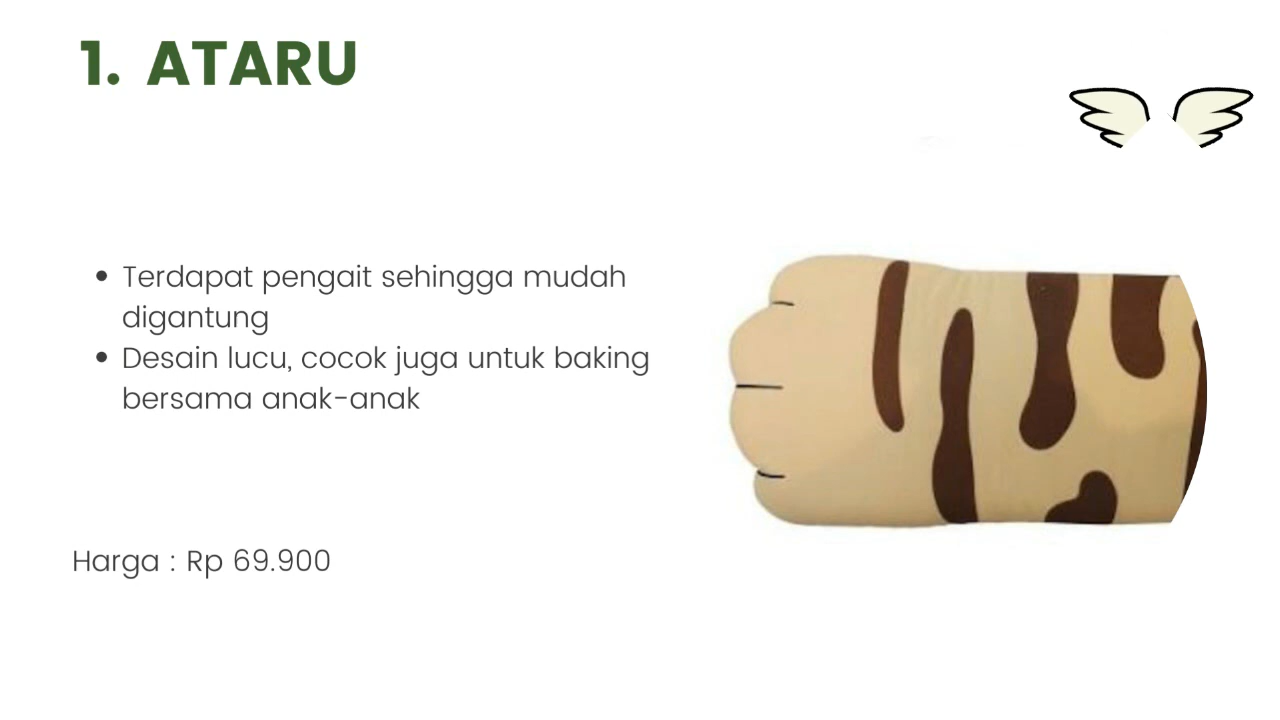 1. ATARU
• Terdapat pengait sehingga mudah
digantung
• Desain lucu, cocok juga untuk baking
bersama anak-anak
Harga : Rp 69.900